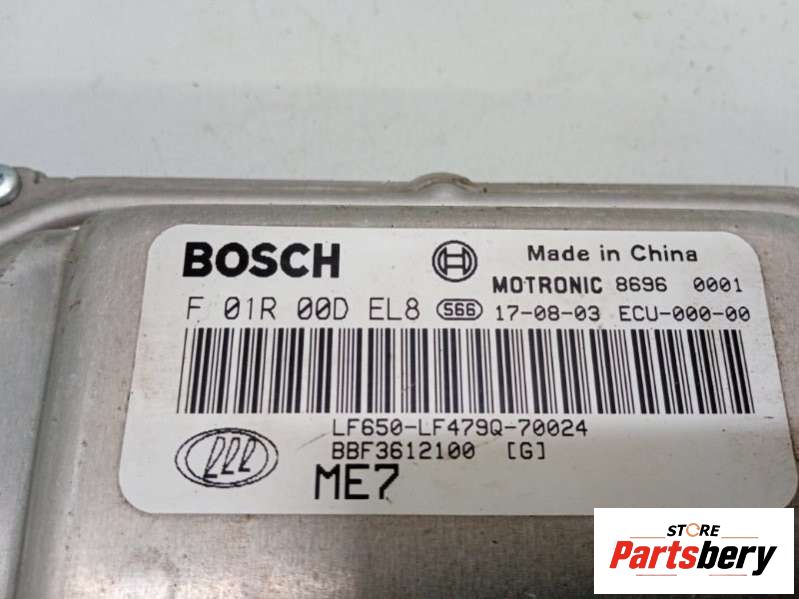 BOSCH Made in China
MOTRONIC 8696 0001
F 01R 00D EL8 S66 17-08-03 ECU-000-00
LF650-LF479Q-70024
BBF3612100 [G]
ME7
STORE
Partsbery